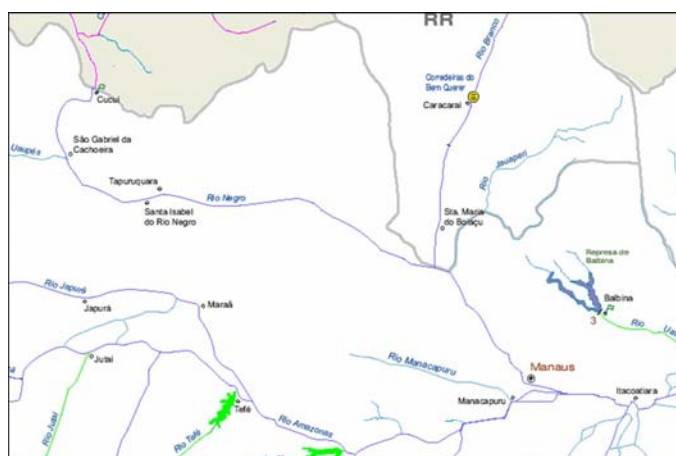 RR
Rio Branco
Corredeiras do
Bem Querer
Caracaraí
Cucuí
São Gabriel da
Cachoeira
Uaupés
Tapuruquara
Santa Isabel
do Rio Negro
Rio Negro
Rio Jauaperi
Sta. Maria
do Boiaçu
Represa de
Balbina
Balbina
3
Rio
Rio Japurá
Japurá
Maraã
Jutaí
Rio Jutaí
Tefé
Rio Tefé
Rio Amazonas
Rio Manacapuru
Manacapuru
Manaus
Itacoatiara